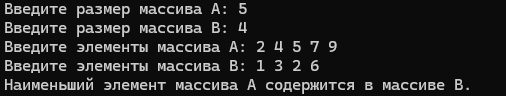 Введите размер массива A: 5
Введите размер массива B: 4
Введите элементы массива A: 2 4 5 7 9
Введите элементы массива B: 1 3 2 6
Наименьший элемент массива A содержится в массиве B.